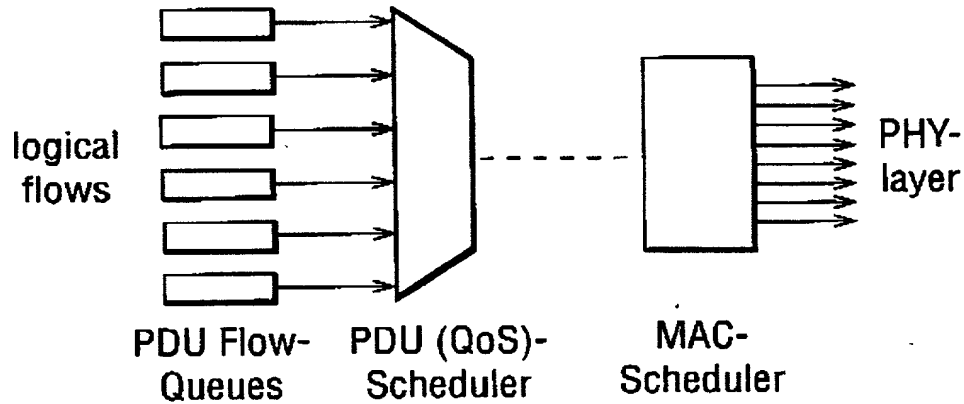 logical
flows
PHY-
layer
PDU Flow-
Queues
PDU (QoS)-
Scheduler
MAC-
Scheduler